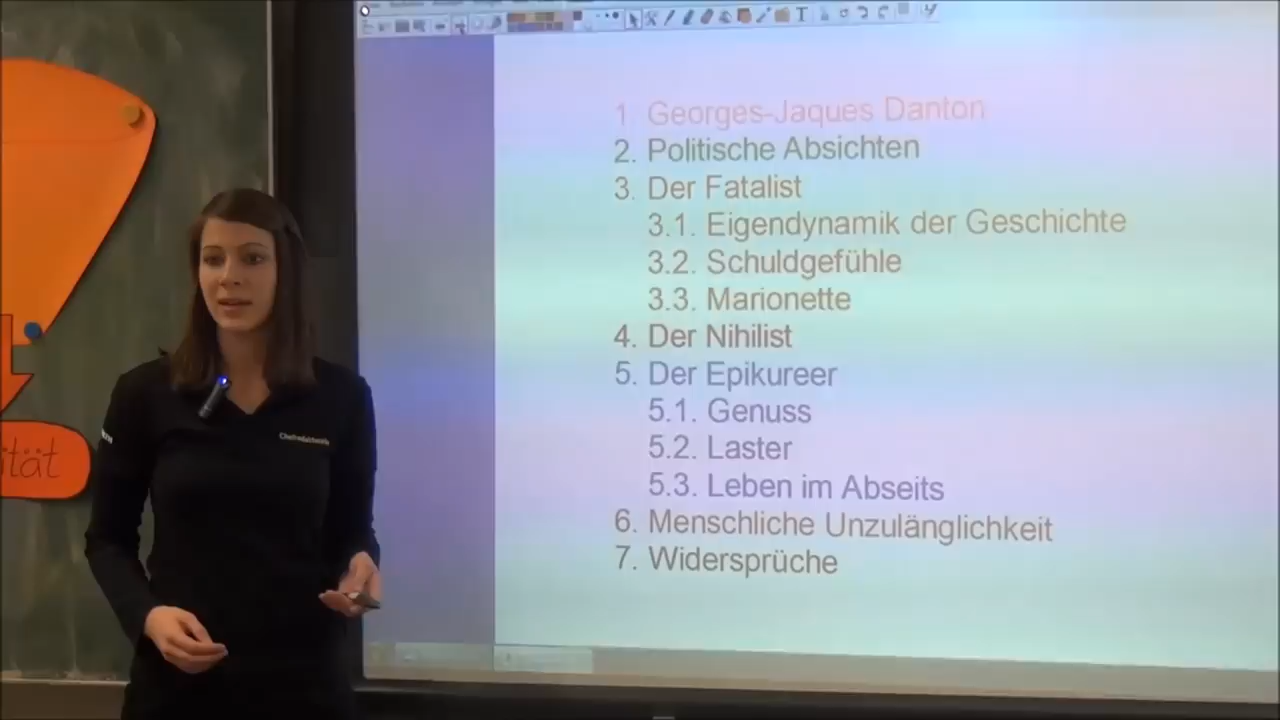 1. Georges-Jaques Danton
2. Politische Absichten
3. Der Fatalist
3.1. Eigendynamik der Geschichte
3.2. Schuldgefühle
3.3. Marionette
4. Der Nihilist
5. Der Epikureer
5.1. Genuss
5.2. Laster
5.3. Leben im Abseits
6. Menschliche Unzulänglichkeit
7. Widersprüche
ität